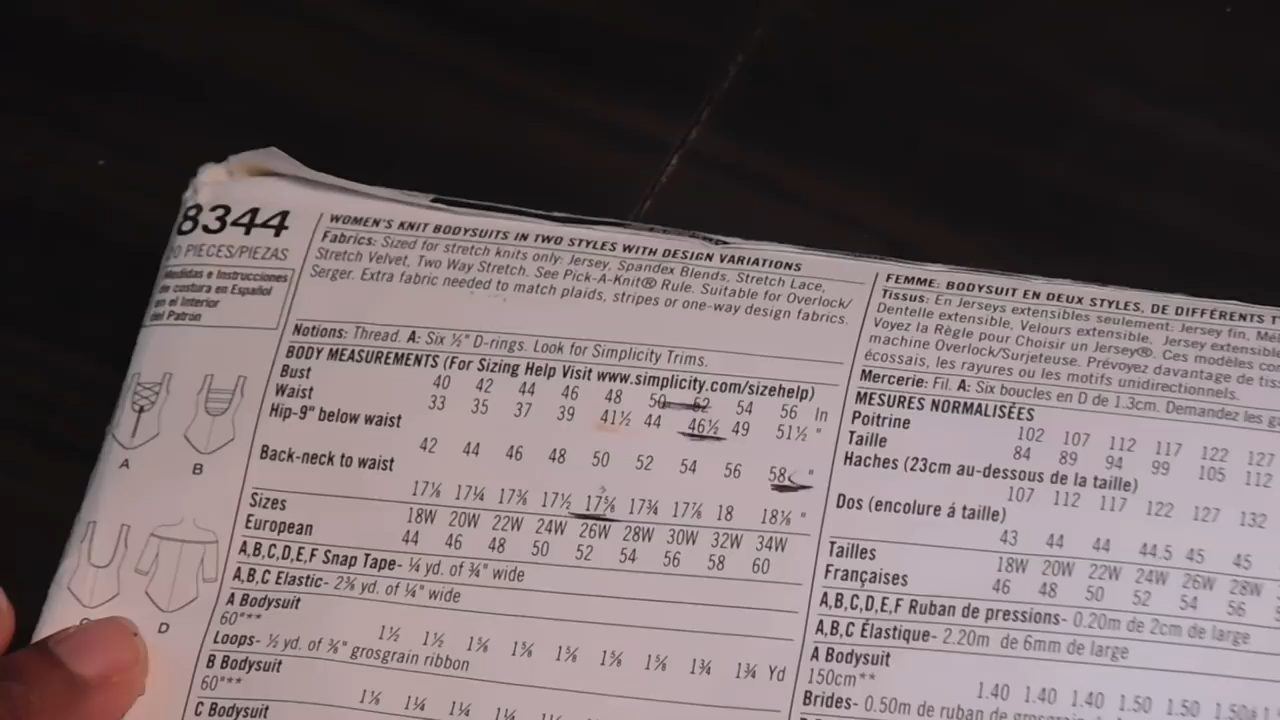 8344
PIECES/PIEZAS
Medidas e Instrucciones
de costura en Español
en el Interior
del Patrón
A
B
D
WOMEN'S KNIT BODYSUITS IN TWO STYLES WITH DESIGN VARIATIONS
Fabrics: Sized for stretch knits only: Jersey, Spandex Blends, Stretch Lace,
Stretch Velvet, Two Way Stretch. See Pick-A-Knit® Rule. Suitable for Overlock/
Serger. Extra fabric needed to match plaids, stripes or one-way design fabrics.
Notions: Thread. A: Six ½" D-rings. Look for Simplicity Trims.
BODY MEASUREMENTS (For Sizing Help Visit www.simplicity.com/sizehelp)
Bust 40 42 44 46 48 50 52 54 56 In
Waist 33 35 37 39 41½ 44 46½ 49 51½ "
Hip-9" below waist
42 44 46 48 50 52 54 56 58 "
Back-neck to waist
17⅛ 17¼ 17⅜ 17½ 17⅝ 17¾ 17⅞ 18 18⅛ "
Sizes 18W 20W 22W 24W 26W 28W 30W 32W 34W
European 44 46 48 50 52 54 56 58 60
A,B,C,D,E,F Snap Tape- ¼ yd. of ¾" wide
A,B,C Elastic- 2⅜ yd. of ¼" wide
A Bodysuit
60"** 1½ 1½ 1⅝ 1⅝ 1⅝ 1⅝ 1⅝ 1¾ 1¾ Yd
Loops- ½ yd. of ⅜" grosgrain ribbon
B Bodysuit
60"** 1⅛ 1¼ 1¼ 1¼
C Bodysuit
FEMME: BODYSUIT EN DEUX STYLES, DE DIFFÉRENTS
Tissus: En Jerseys extensibles seulement: Jersey fin,
Dentelle extensible, Velours extensible, Jersey
Voyez la Règle pour Choisir un Jersey®. Ces modèles
machine Overlock/Surjeteuse. Prévoyez davantage de
écossais, les rayures ou les motifs unidirectionnels.
Mercerie: Fil. A: Six boucles en D de 1.3cm. Demandez les
MESURES NORMALISÉES
Poitrine 102 107 112 117 122 127
Taille 84 89 94 99 105 112
Haches (23cm au-dessous de la taille)
107 112 117 122 127 132
Dos (encolure á taille)
43 44 44 44.5 45 45
Tailles 18W 20W 22W 24W 26W 28W
Françaises 46 48 50 52 54 56
A,B,C,D,E,F Ruban de pressions- 0.20m de 2cm de large
A,B,C Élastique- 2.20m de 6mm de large
A Bodysuit
150cm** 1.40 1.40 1.40 1.50 1.50
Brides- 0.50m de ruban de